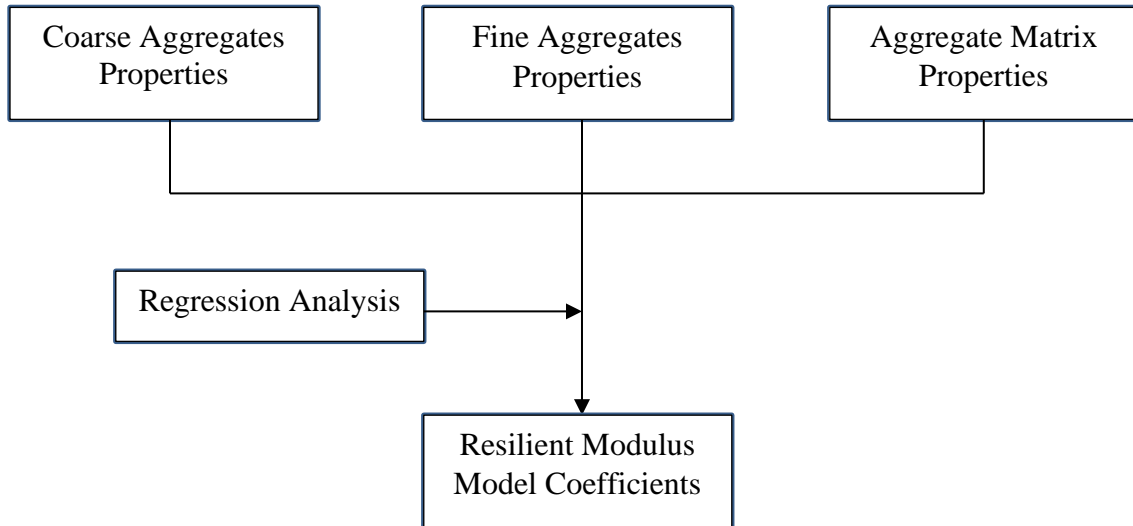 Coarse Aggregates
Properties
Fine Aggregates
Properties
Aggregate Matrix
Properties
Regression Analysis
Resilient Modulus
Model Coefficients